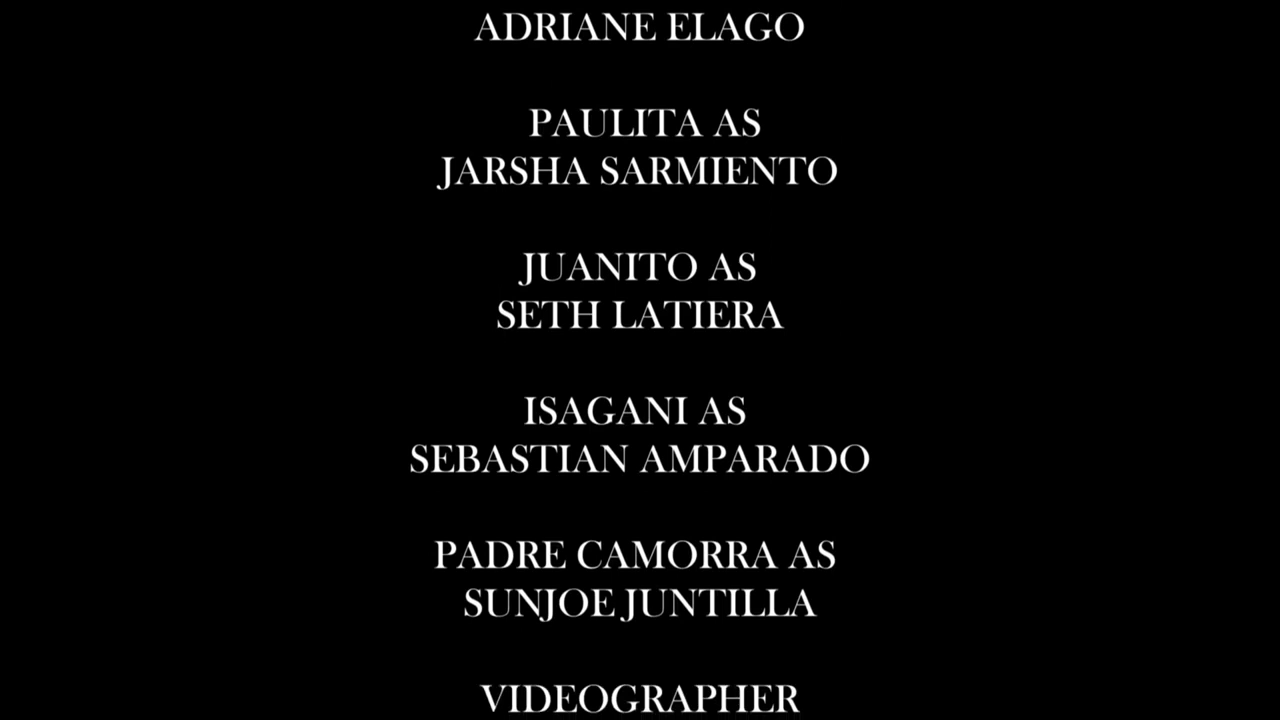 ADRIANE ELAGO
PAULITA AS
JARSHA SARMIENTO
JUANITO AS
SETH LATIERA
ISAGANI AS
SEBASTIAN AMPARADO
PADRE CAMORRA AS
SUNJOE JUNTILLA
VIDEOGRAPHER